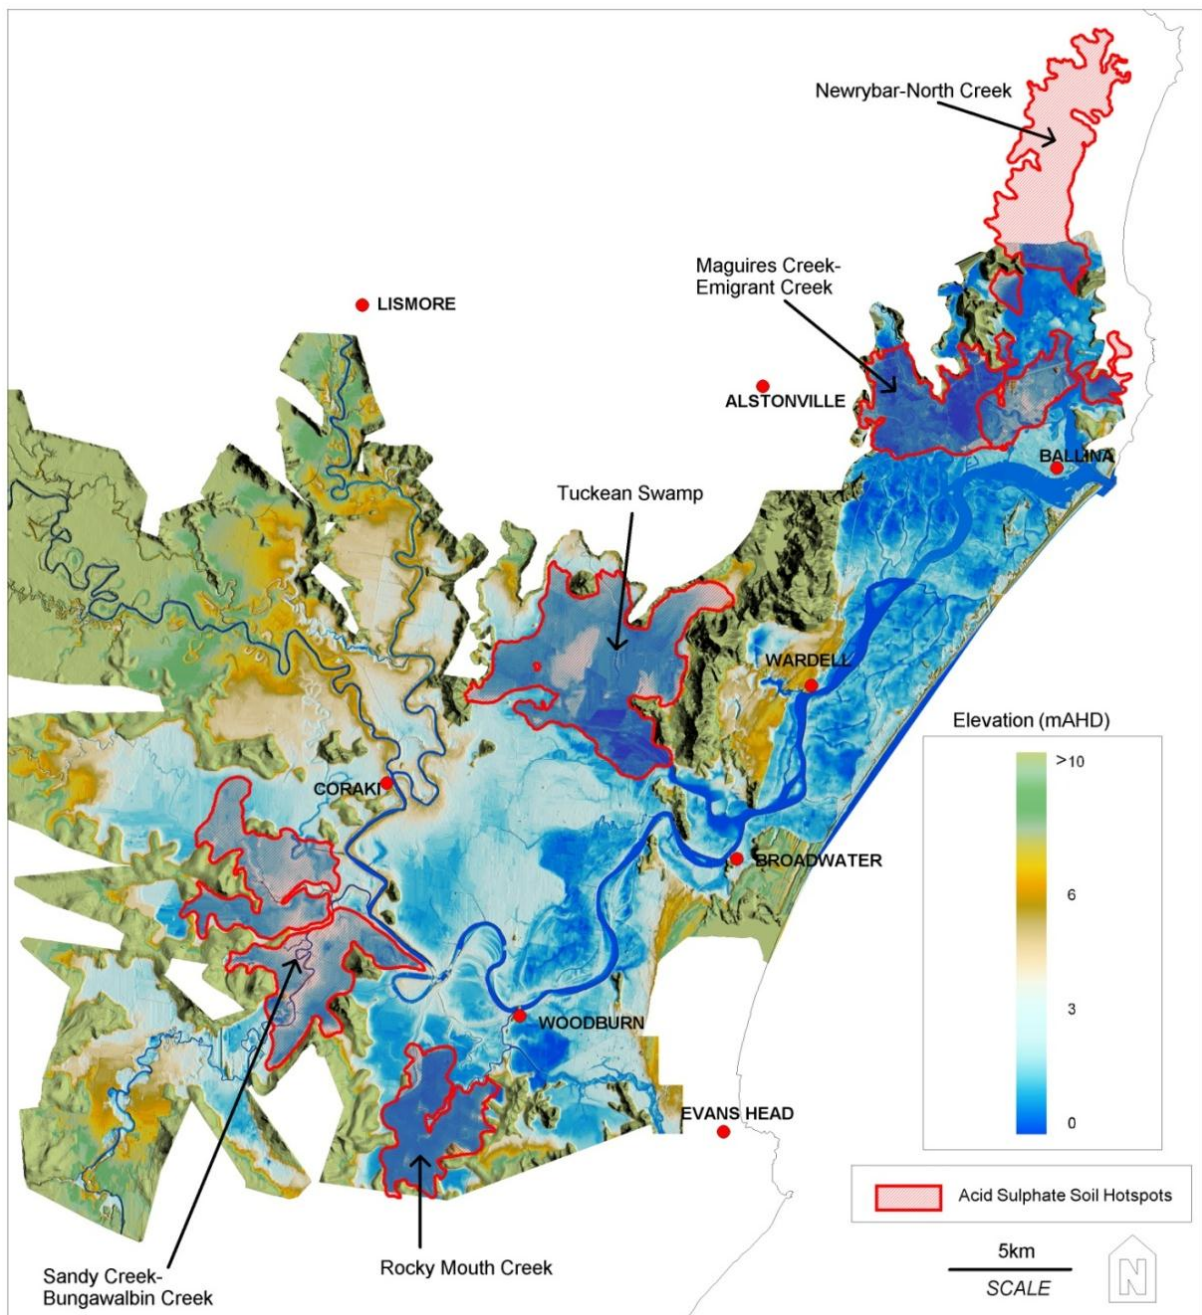 Newrybar-North Creek
Maguires Creek-
Emigrant Creek
LISMORE
ALSTONVILLE
BALLINA
Tuckean Swamp
WARDELL
Elevation (mAHD)
>10
6
3
0
CORAKI
BROADWATER
WOODBURN
EVANS HEAD
Acid Sulphate Soil Hotspots
Sandy Creek-
Bungawalbin Creek
Rocky Mouth Creek
5km
SCALE
N